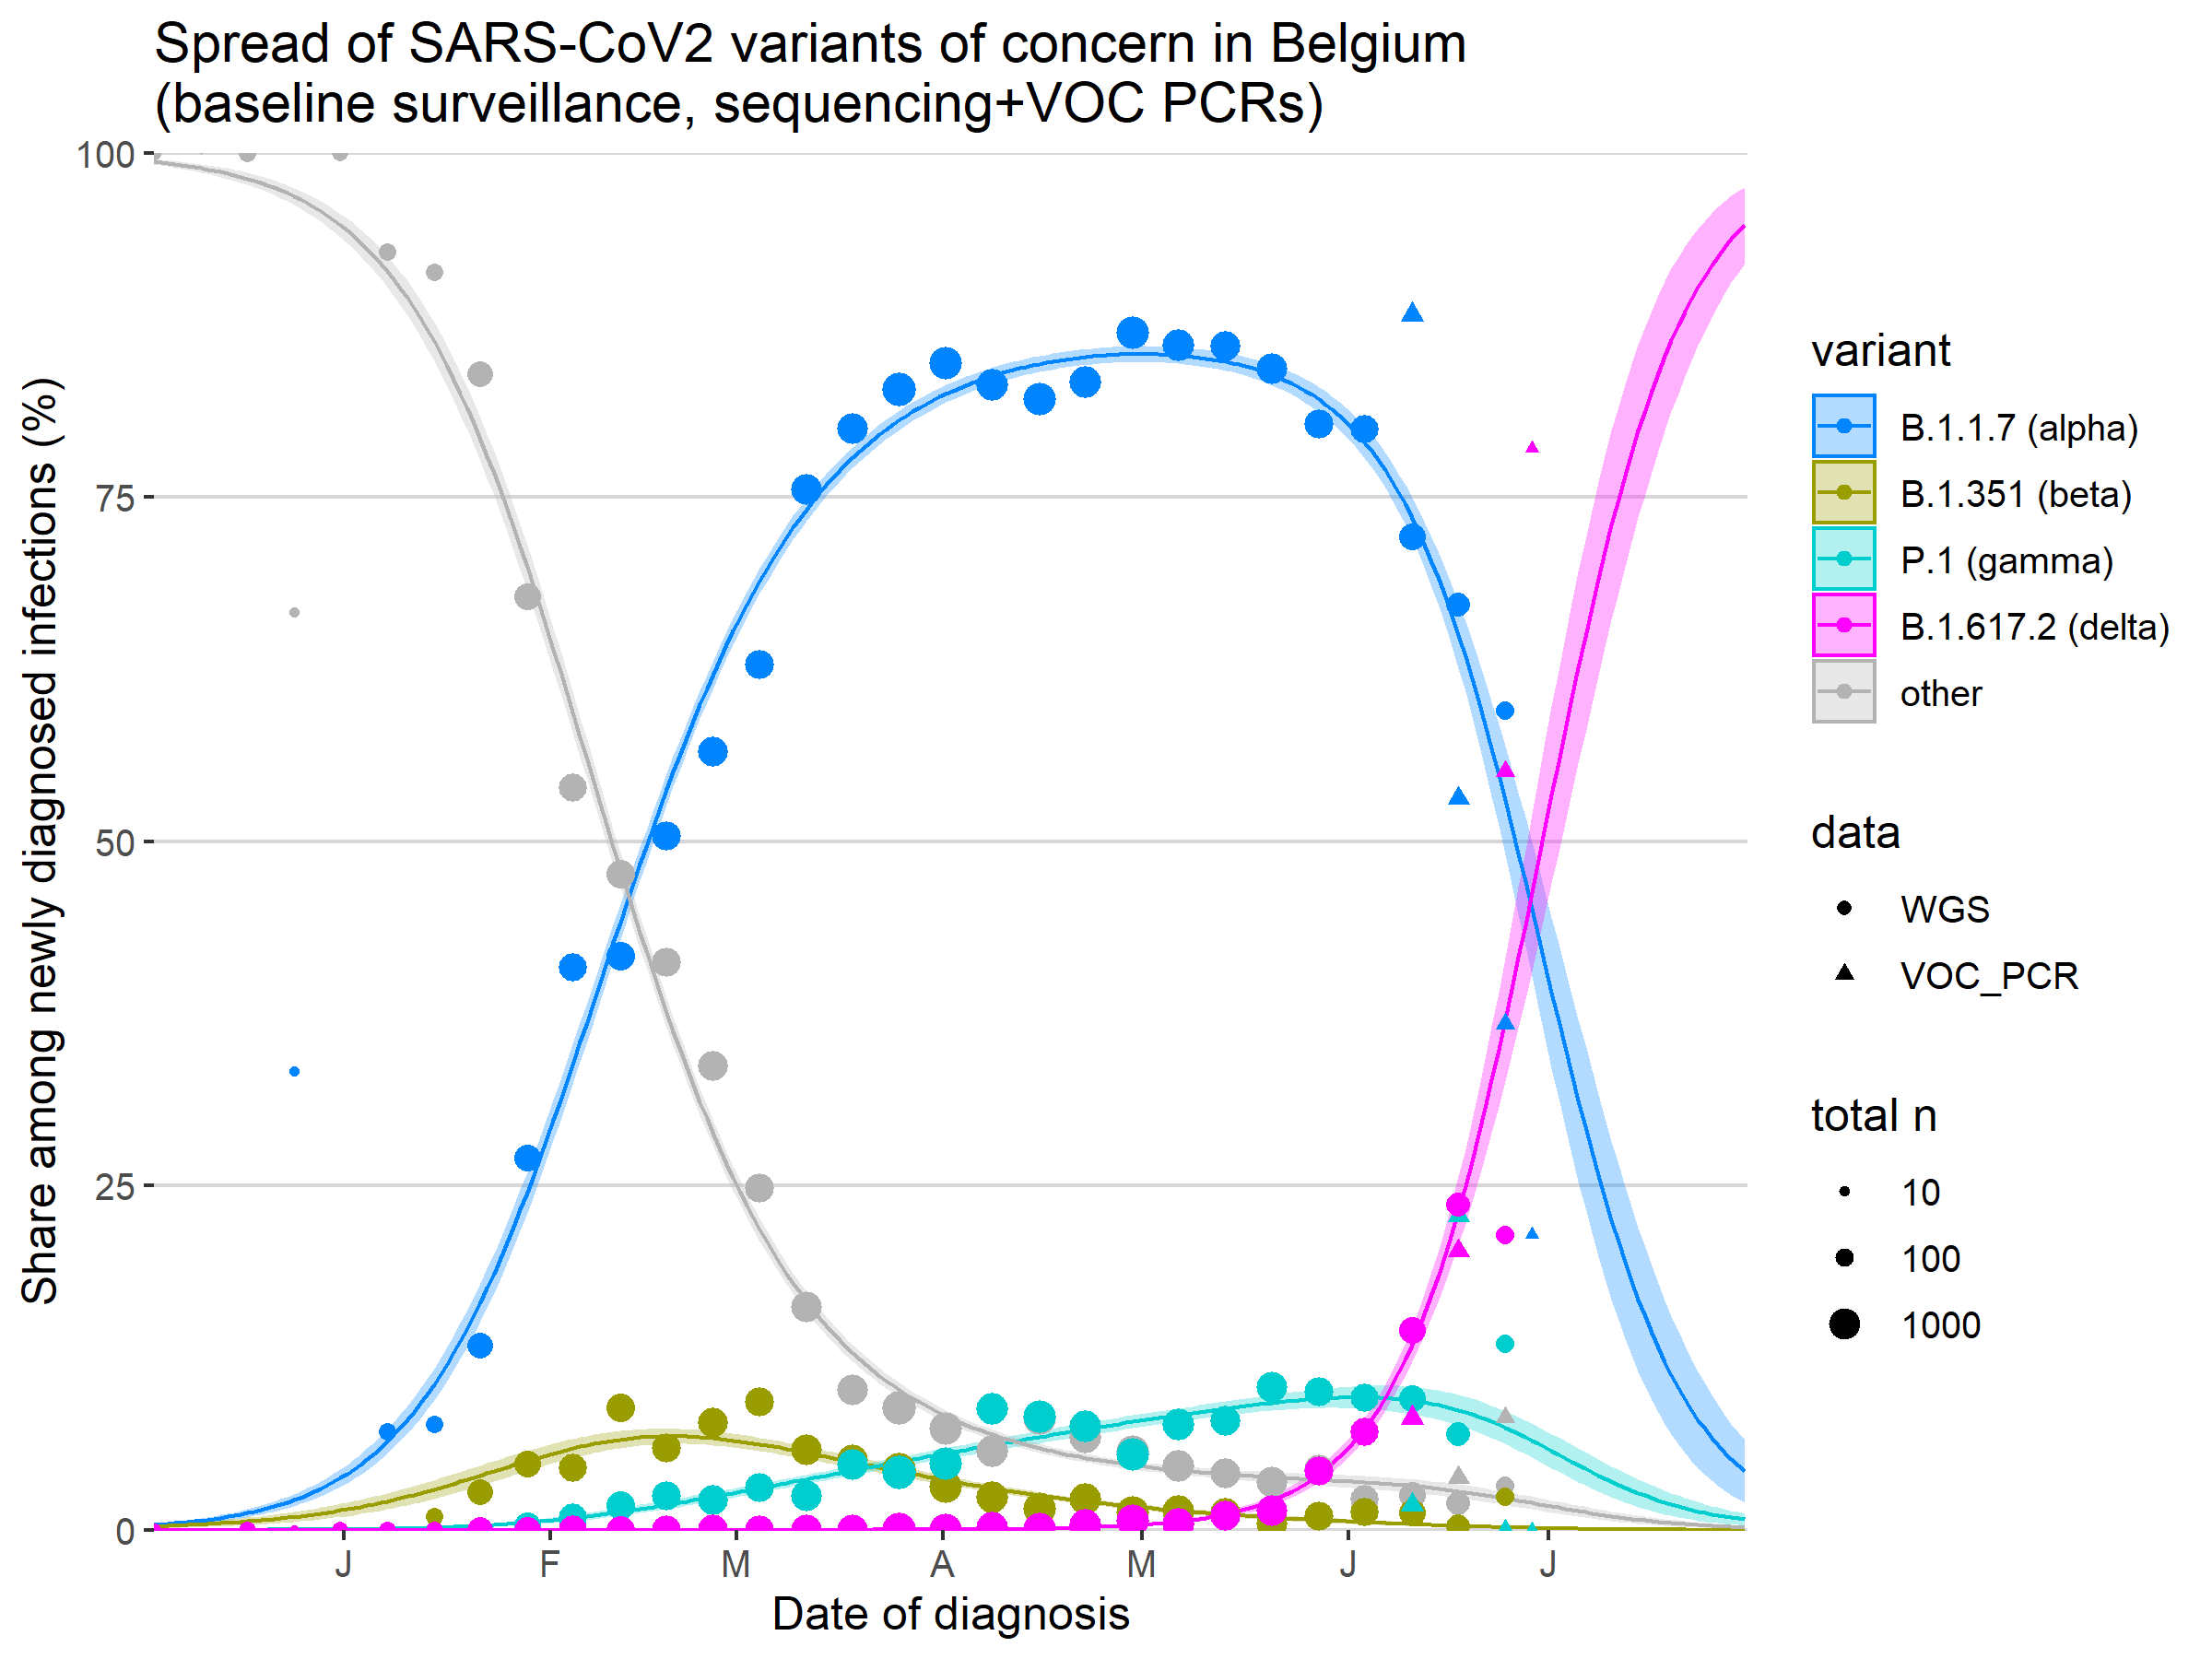 Spread of SARS-CoV2 variants of concern in Belgium
(baseline surveillance, sequencing+VOC PCRs)
Share among newly diagnosed infections (%)
100
75
50
25
0
J F M A M J J
Date of diagnosis
variant
B.1.1.7 (alpha)
B.1.351 (beta)
P.1 (gamma)
B.1.617.2 (delta)
other
data
WGS
VOC_PCR
total n
10
100
1000